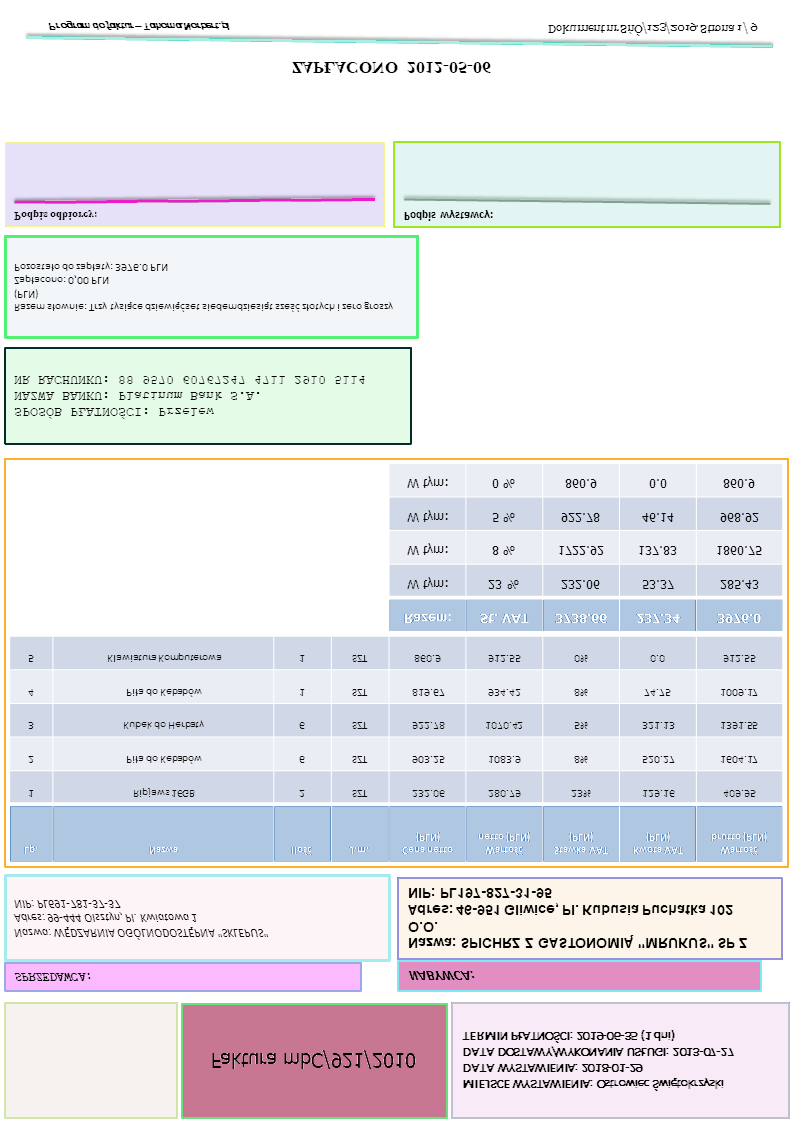 Faktura mbC/921/2010
MIEJSCE WYSTAWIENIA: Ostrowiec Świętokrzyski
DATA WYSTAWIENIA: 2018-01-29
DATA DOSTAWY/WYKONANIA USŁUGI: 2013-07-27
TERMIN PŁATNOŚCI: 2019-06-35 (1 dni)
SPRZEDAWCA:
Nazwa: WĘDZARNIA OGÓLNODOSTĘPNA "SKLEPUS"
Adres: 99-444 Olsztyn, Pl. Kwiatowa 1
NIP: PL691-781-37-37
NABYWCA:
Nazwa: SPICHRZ Z GASTONOMIĄ "MRUKUS" SP Z
O.O.
Adres: 46-951 Gliwice, Pl. Kubusia Puchatka 102
NIP: PL197-827-31-95
Lp. Nazwa Ilość J.m. Cena netto (PLN) Wartość netto (PLN) Stawka VAT (PLN) Kwota VAT (PLN) Wartość brutto (PLN)
1 Ripjaws 16GB 2 SZT 232.06 280.79 23% 129.16 409.95
2 Pita do Kebabów 6 SZT 903.25 1083.9 8% 520.27 1604.17
3 Kubek do Herbaty 6 SZT 922.78 1070.42 5% 321.13 1391.55
4 Pita do Kebabów 1 SZT 819.67 934.42 8% 74.75 1009.17
5 Klawiatura Komputerowa 1 SZT 860.9 912.55 0% 0.0 912.55
Razem: St. VAT 3738.66 237.34 3976.0
W tym: 23 % 232.06 53.37 285.43
W tym: 8 % 1722.92 137.83 1860.75
W tym: 5 % 922.78 46.14 968.92
W tym: 0 % 860.9 0.0 860.9
SPOSÓB PŁATNOŚCI: Przelew
NAZWA BANKU: Platinum Bank S.A.
NR RACHUNKU: 88 9570 60767247 4711 2910 5114
Razem słownie: Trzy tysiące dziewięćset siedemdziesiąt sześć złotych i zero groszy
(PLN)
Zapłacono: 0,00 PLN
Pozostało do zapłaty: 3976.0 PLN
Podpis odbiorcy:
Podpis wystawcy:
ZAPŁACONO 2012-05-06
Program do faktur – TahomaNorbert.pl
Dokument nr SńÓ/123/2019 Strona 1 / 9